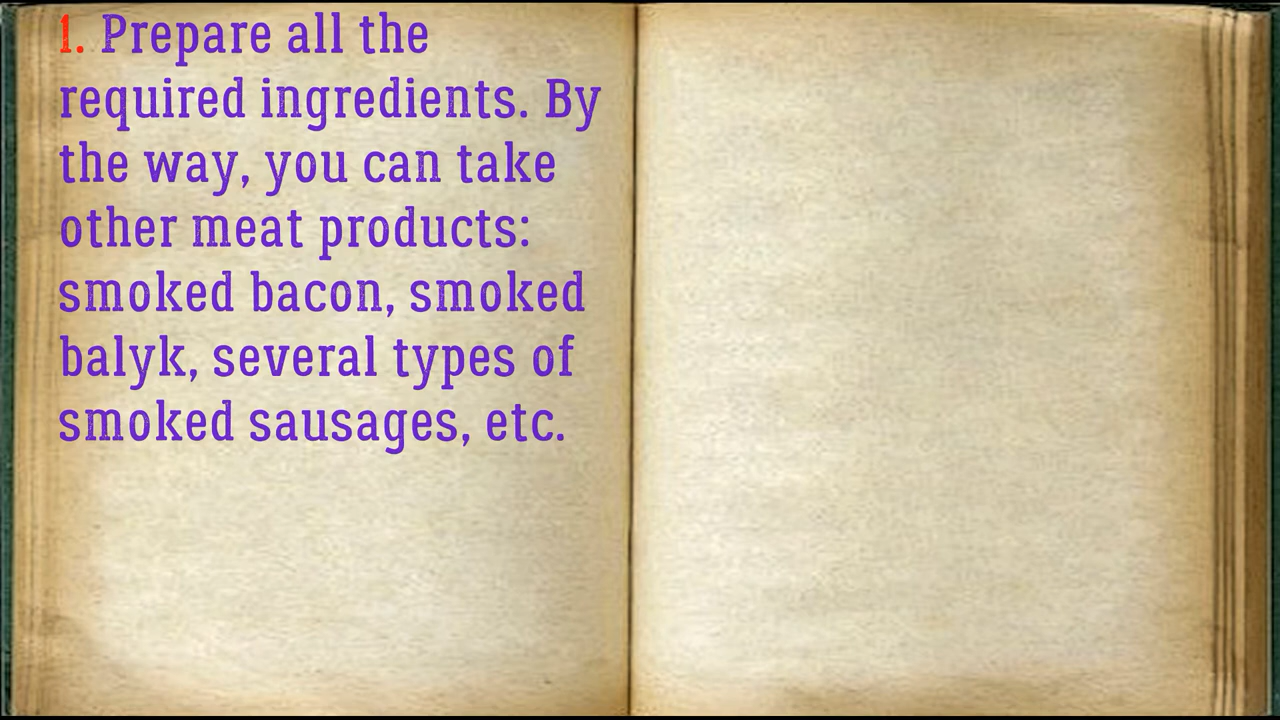 1. Prepare all the
required ingredients. By
the way, you can take
other meat products:
smoked bacon, smoked
balyk, several types of
smoked sausages, etc.